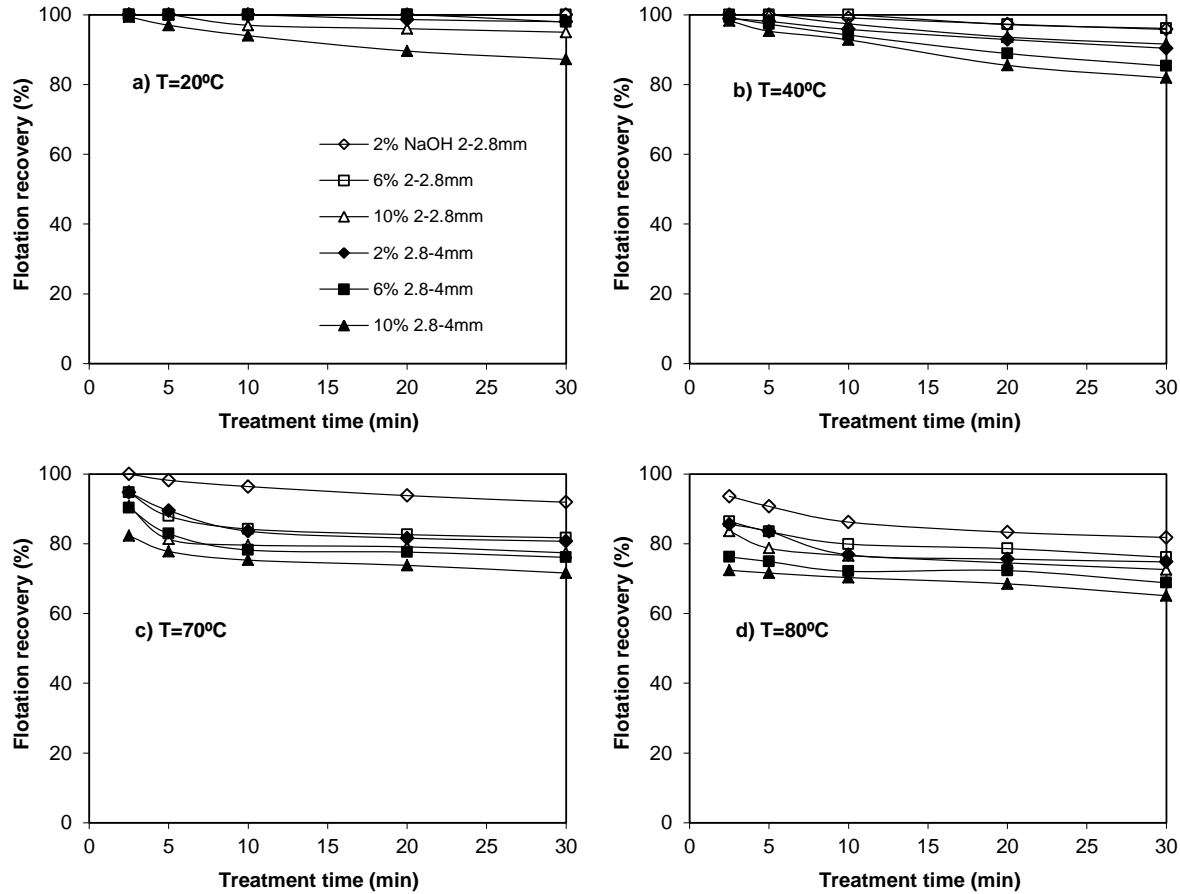 100
80
60
40
20
0
Flotation recovery (%)
a) T=20ºC
2% NaOH 2-2.8mm
6% 2-2.8mm
10% 2-2.8mm
2% 2.8-4mm
6% 2.8-4mm
10% 2.8-4mm
0 5 10 15 20 25 30
Treatment time (min)
100
80
60
40
20
0
Flotation recovery (%)
b) T=40ºC
0 5 10 15 20 25 30
Treatment time (min)
100
80
60
40
20
0
Flotation recovery (%)
c) T=70ºC
0 5 10 15 20 25 30
Treatment time (min)
100
80
60
40
20
0
Flotation recovery (%)
d) T=80ºC
0 5 10 15 20 25 30
Treatment time (min)